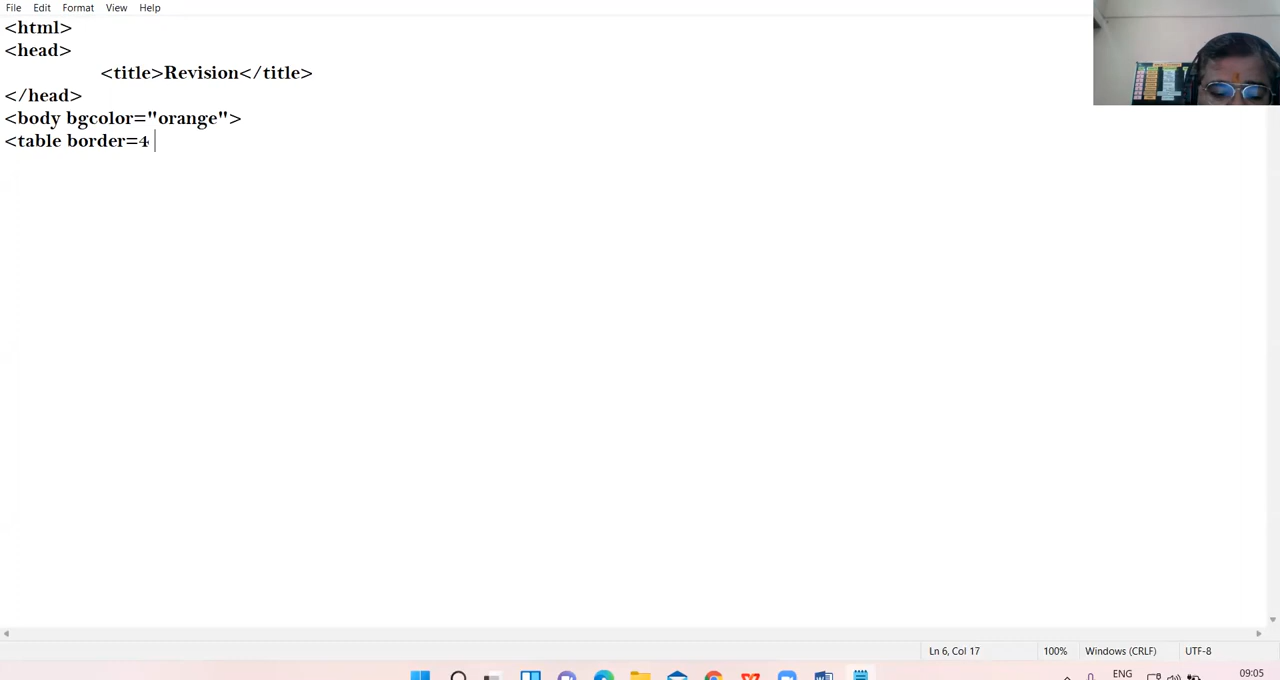 File Edit Format View Help
<html>
<head>
<title>Revision</title>
</head>
<body bgcolor="orange">
<table border=4
Ln 6, Col 17 100% Windows (CRLF) UTF-8
ENG 09:05